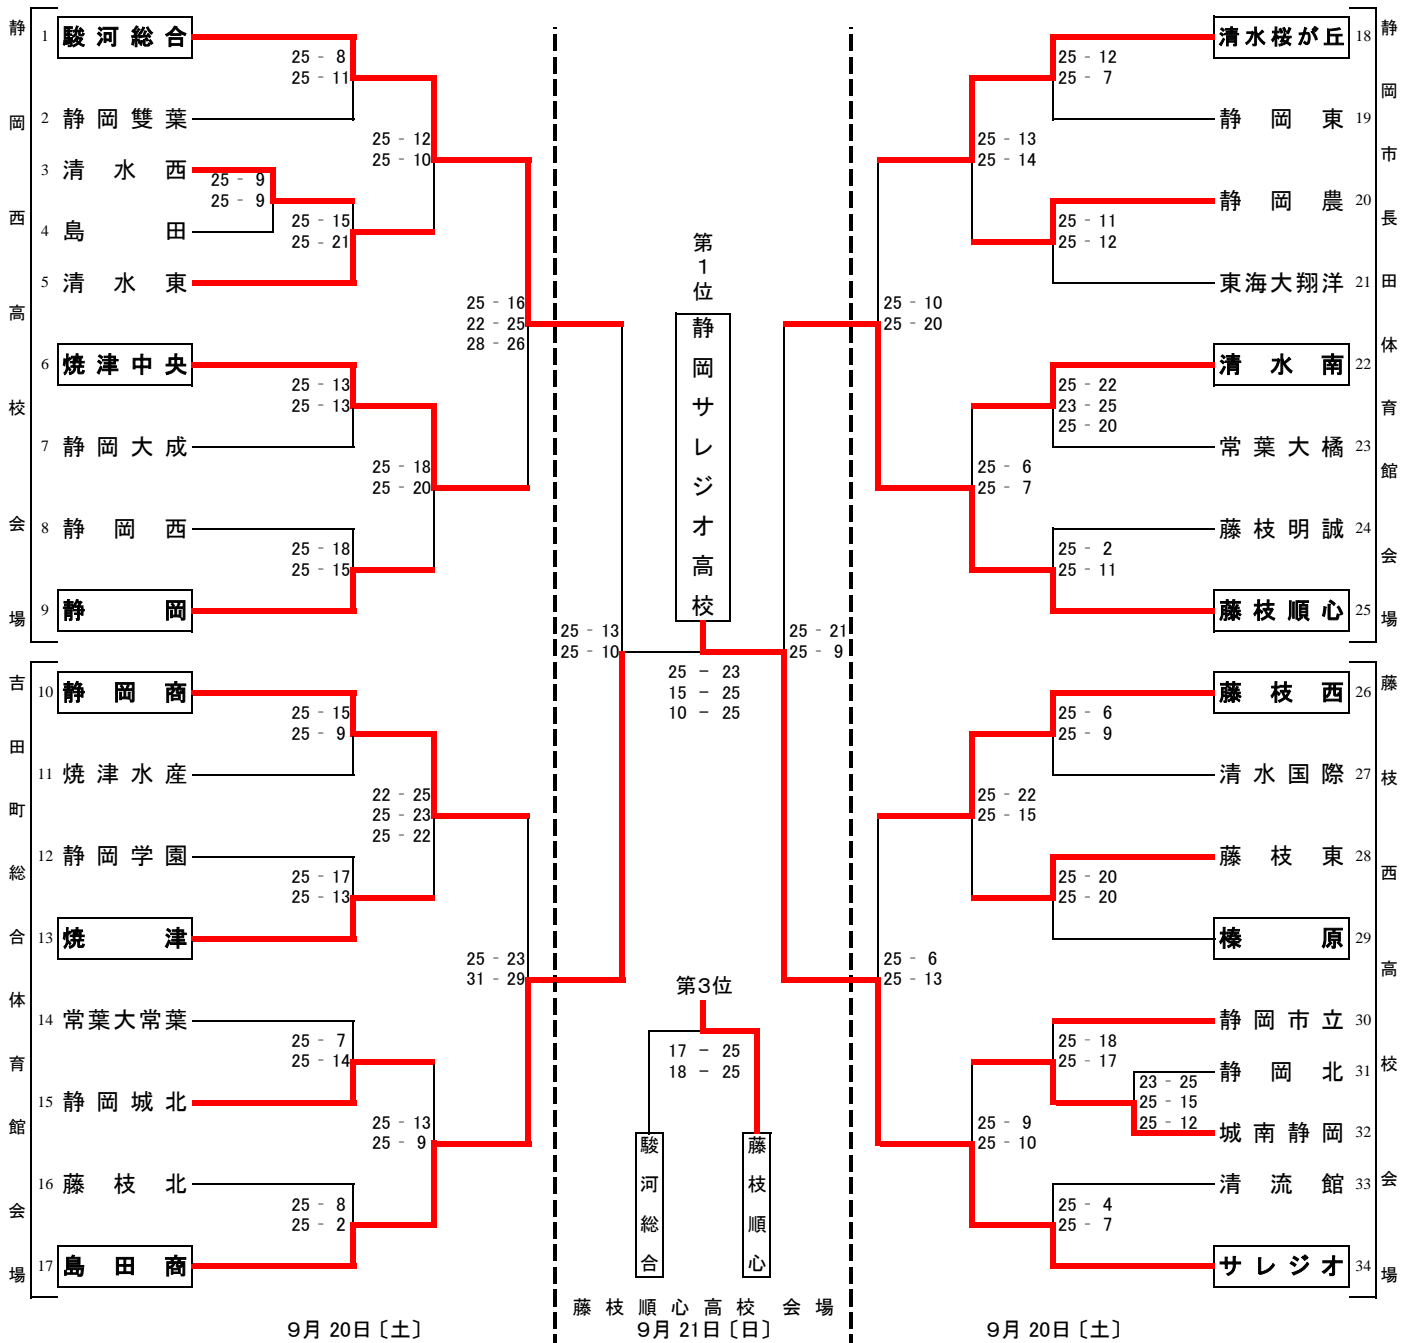 静岡西高校会場
1 駿河総合
25 - 8
25 - 11
2 静岡雙葉
25 - 12
25 - 10
3 清水西
25 - 9
25 - 9
4 島田
25 - 15
25 - 21
5 清水東
25 - 16
22 - 25
28 - 26
6 焼津中央
25 - 13
25 - 13
7 静岡大成
25 - 18
25 - 20
8 静岡西
25 - 18
25 - 15
9 静岡
25 - 13
25 - 10
吉田町総合体育館会場
10 静岡商
25 - 15
25 - 9
11 焼津水産
22 - 25
25 - 23
25 - 22
12 静岡学園
25 - 17
25 - 13
13 焼津
25 - 23
31 - 29
14 常葉大常葉
25 - 7
25 - 14
15 静岡城北
25 - 13
25 - 9
16 藤枝北
25 - 8
25 - 2
17 島田商
第1位
静岡サレジオ高校
25 - 23
15 - 25
10 - 25
第3位
17 - 25
18 - 25
駿河総合
藤枝順心
静岡市長田体育館会場
清水桜が丘 18
25 - 12
25 - 7
静岡東 19
25 - 13
25 - 14
静岡農 20
25 - 11
25 - 12
東海大翔洋 21
25 - 10
25 - 20
清水南 22
25 - 22
23 - 25
25 - 20
常葉大橘 23
25 - 6
25 - 7
藤枝明誠 24
25 - 2
25 - 11
藤枝順心 25
25 - 21
25 - 9
藤枝西高校会場
藤枝西 26
25 - 6
25 - 9
清水国際 27
25 - 22
25 - 15
藤枝東 28
25 - 20
25 - 20
榛原 29
25 - 6
25 - 13
静岡市立 30
25 - 18
25 - 17
静岡北 31
23 - 25
25 - 15
25 - 12
城南静岡 32
25 - 9
25 - 10
清流館 33
25 - 4
25 - 7
サレジオ 34
藤枝順心高校 会場
9月20日〔土〕 9月21日〔日〕 9月20日〔土〕